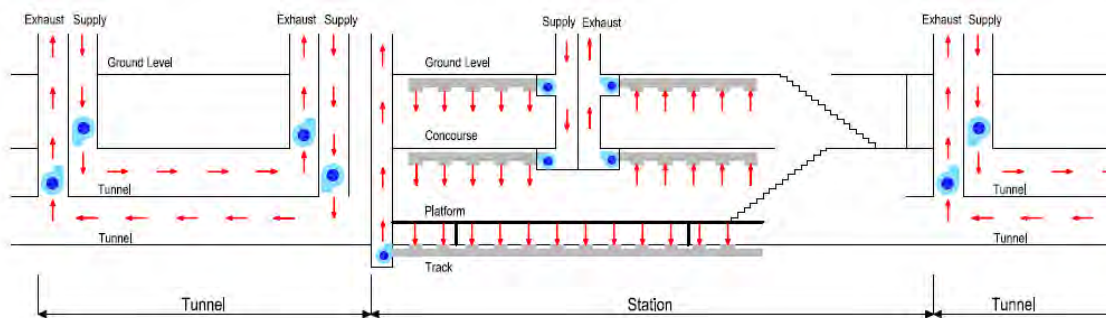 Exhaust Supply
Exhaust Supply
Supply Exhaust
Exhaust Supply
Ground Level
Ground Level
Concourse
Tunnel
Tunnel
Platform
Tunnel
Tunnel
Track
Tunnel
Station
Tunnel